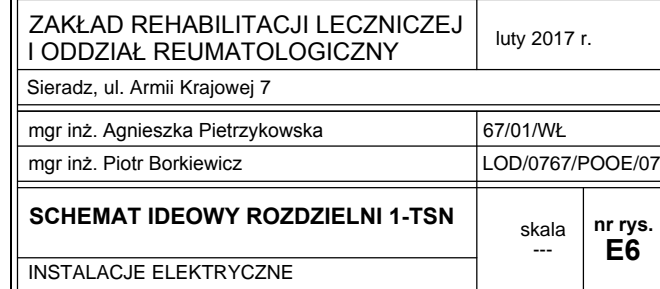 ZAKŁAD REHABILITACJI LECZNICZEJ
I ODDZIAŁ REUMATOLOGICZNY
luty 2017 r.
Sieradz, ul. Armii Krajowej 7
mgr inż. Agnieszka Pietrzykowska 67/01/WŁ
mgr inż. Piotr Borkiewicz LOD/0767/POOE/07
SCHEMAT IDEOWY ROZDZIELNI 1-TSN
skala
---
nr rys.
E6
INSTALACJE ELEKTRYCZNE